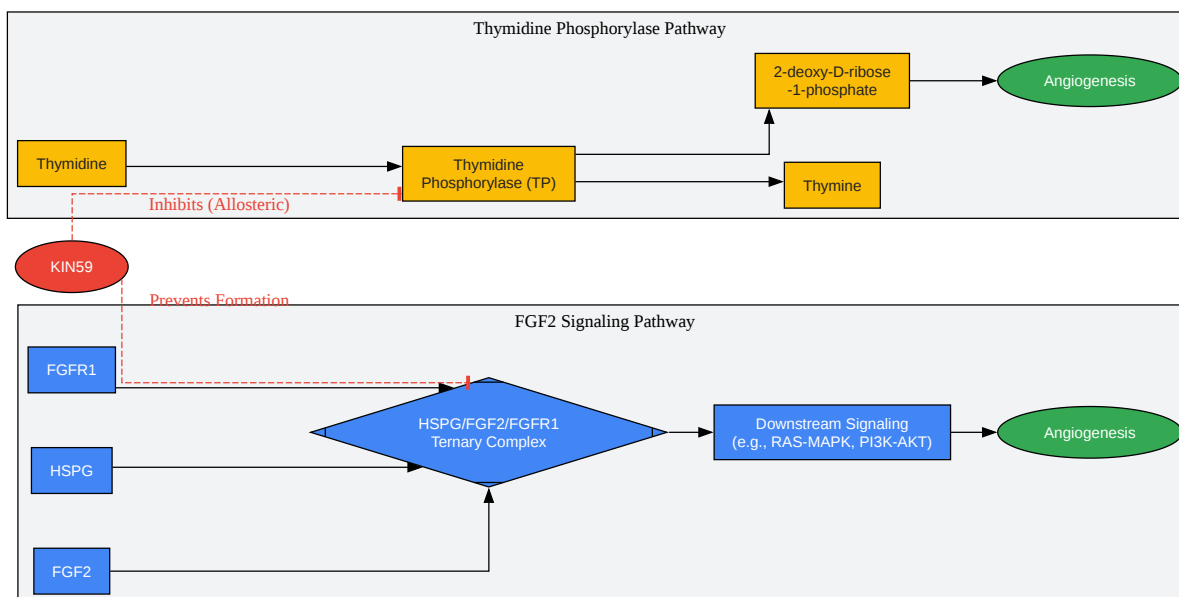 Thymidine Phosphorylase Pathway
2-deoxy-D-ribose
-1-phosphate
Angiogenesis
Thymidine
Thymidine
Phosphorylase (TP)
Thymine
Inhibits (Allosteric)
KIN59
Prevents Formation
FGF2 Signaling Pathway
FGFR1
HSPG/FGF2/FGFR1
Ternary Complex
Downstream Signaling
(e.g., RAS-MAPK, PI3K-AKT)
Angiogenesis
HSPG
FGF2